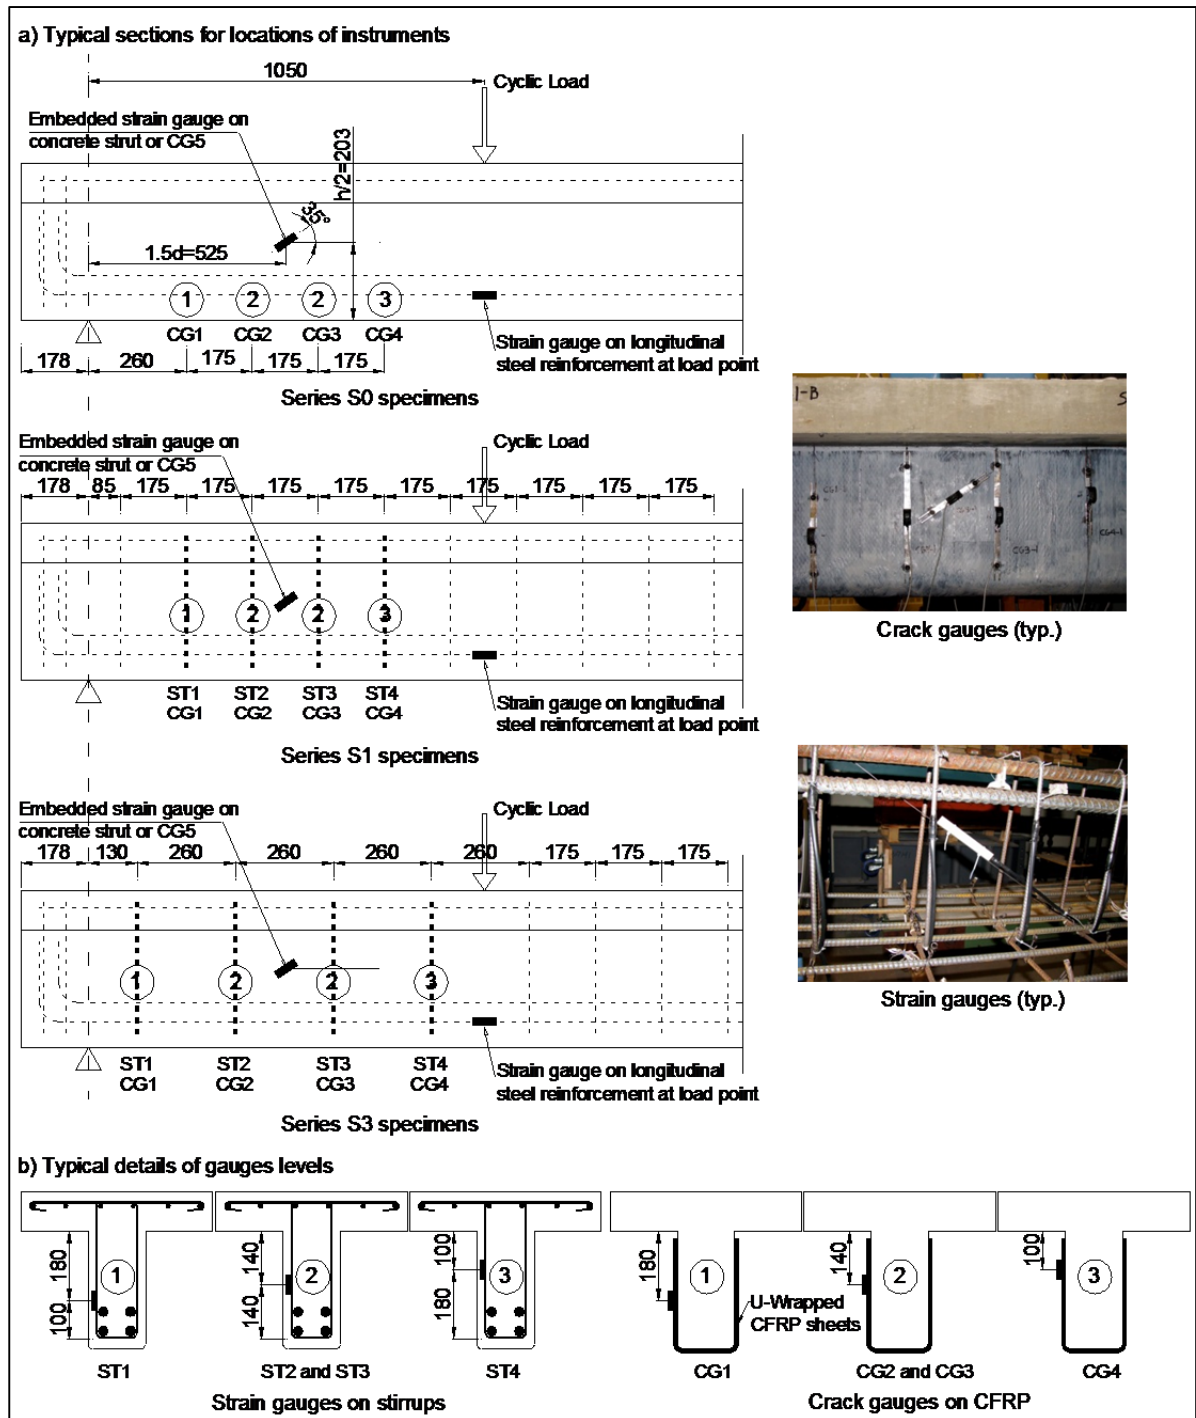 a) Typical sections for locations of instruments
1050
Cyclic Load
Embedded strain gauge on
concrete strut or CG5
h/2=203
35°
1.5d=525
1 2 2 3
CG1 CG2 CG3 CG4
Strain gauge on longitudinal
steel reinforcement at load point
178 260 175 175 175
Series S0 specimens
Embedded strain gauge on
concrete strut or CG5
Cyclic Load
178 85 175 175 175 175 175 175 175 175 175
1 2 2 3
ST1 ST2 ST3 ST4
CG1 CG2 CG3 CG4
Strain gauge on longitudinal
steel reinforcement at load point
Series S1 specimens
1-B
CG3-1
CG4-1
Crack gauges (typ.)
Embedded strain gauge on
concrete strut or CG5
Cyclic Load
178 130 260 260 260 260 175 175 175
1 2 2 3
ST1 ST2 ST3 ST4
CG1 CG2 CG3 CG4
Strain gauge on longitudinal
steel reinforcement at load point
Series S3 specimens
Strain gauges (typ.)
b) Typical details of gauges levels
180 100 1
140 140 2
100 180 3
180 1
140 2
100 3
U-Wrapped
CFRP sheets
ST1 ST2 and ST3 ST4 CG1 CG2 and CG3 CG4
Strain gauges on stirrups Crack gauges on CFRP